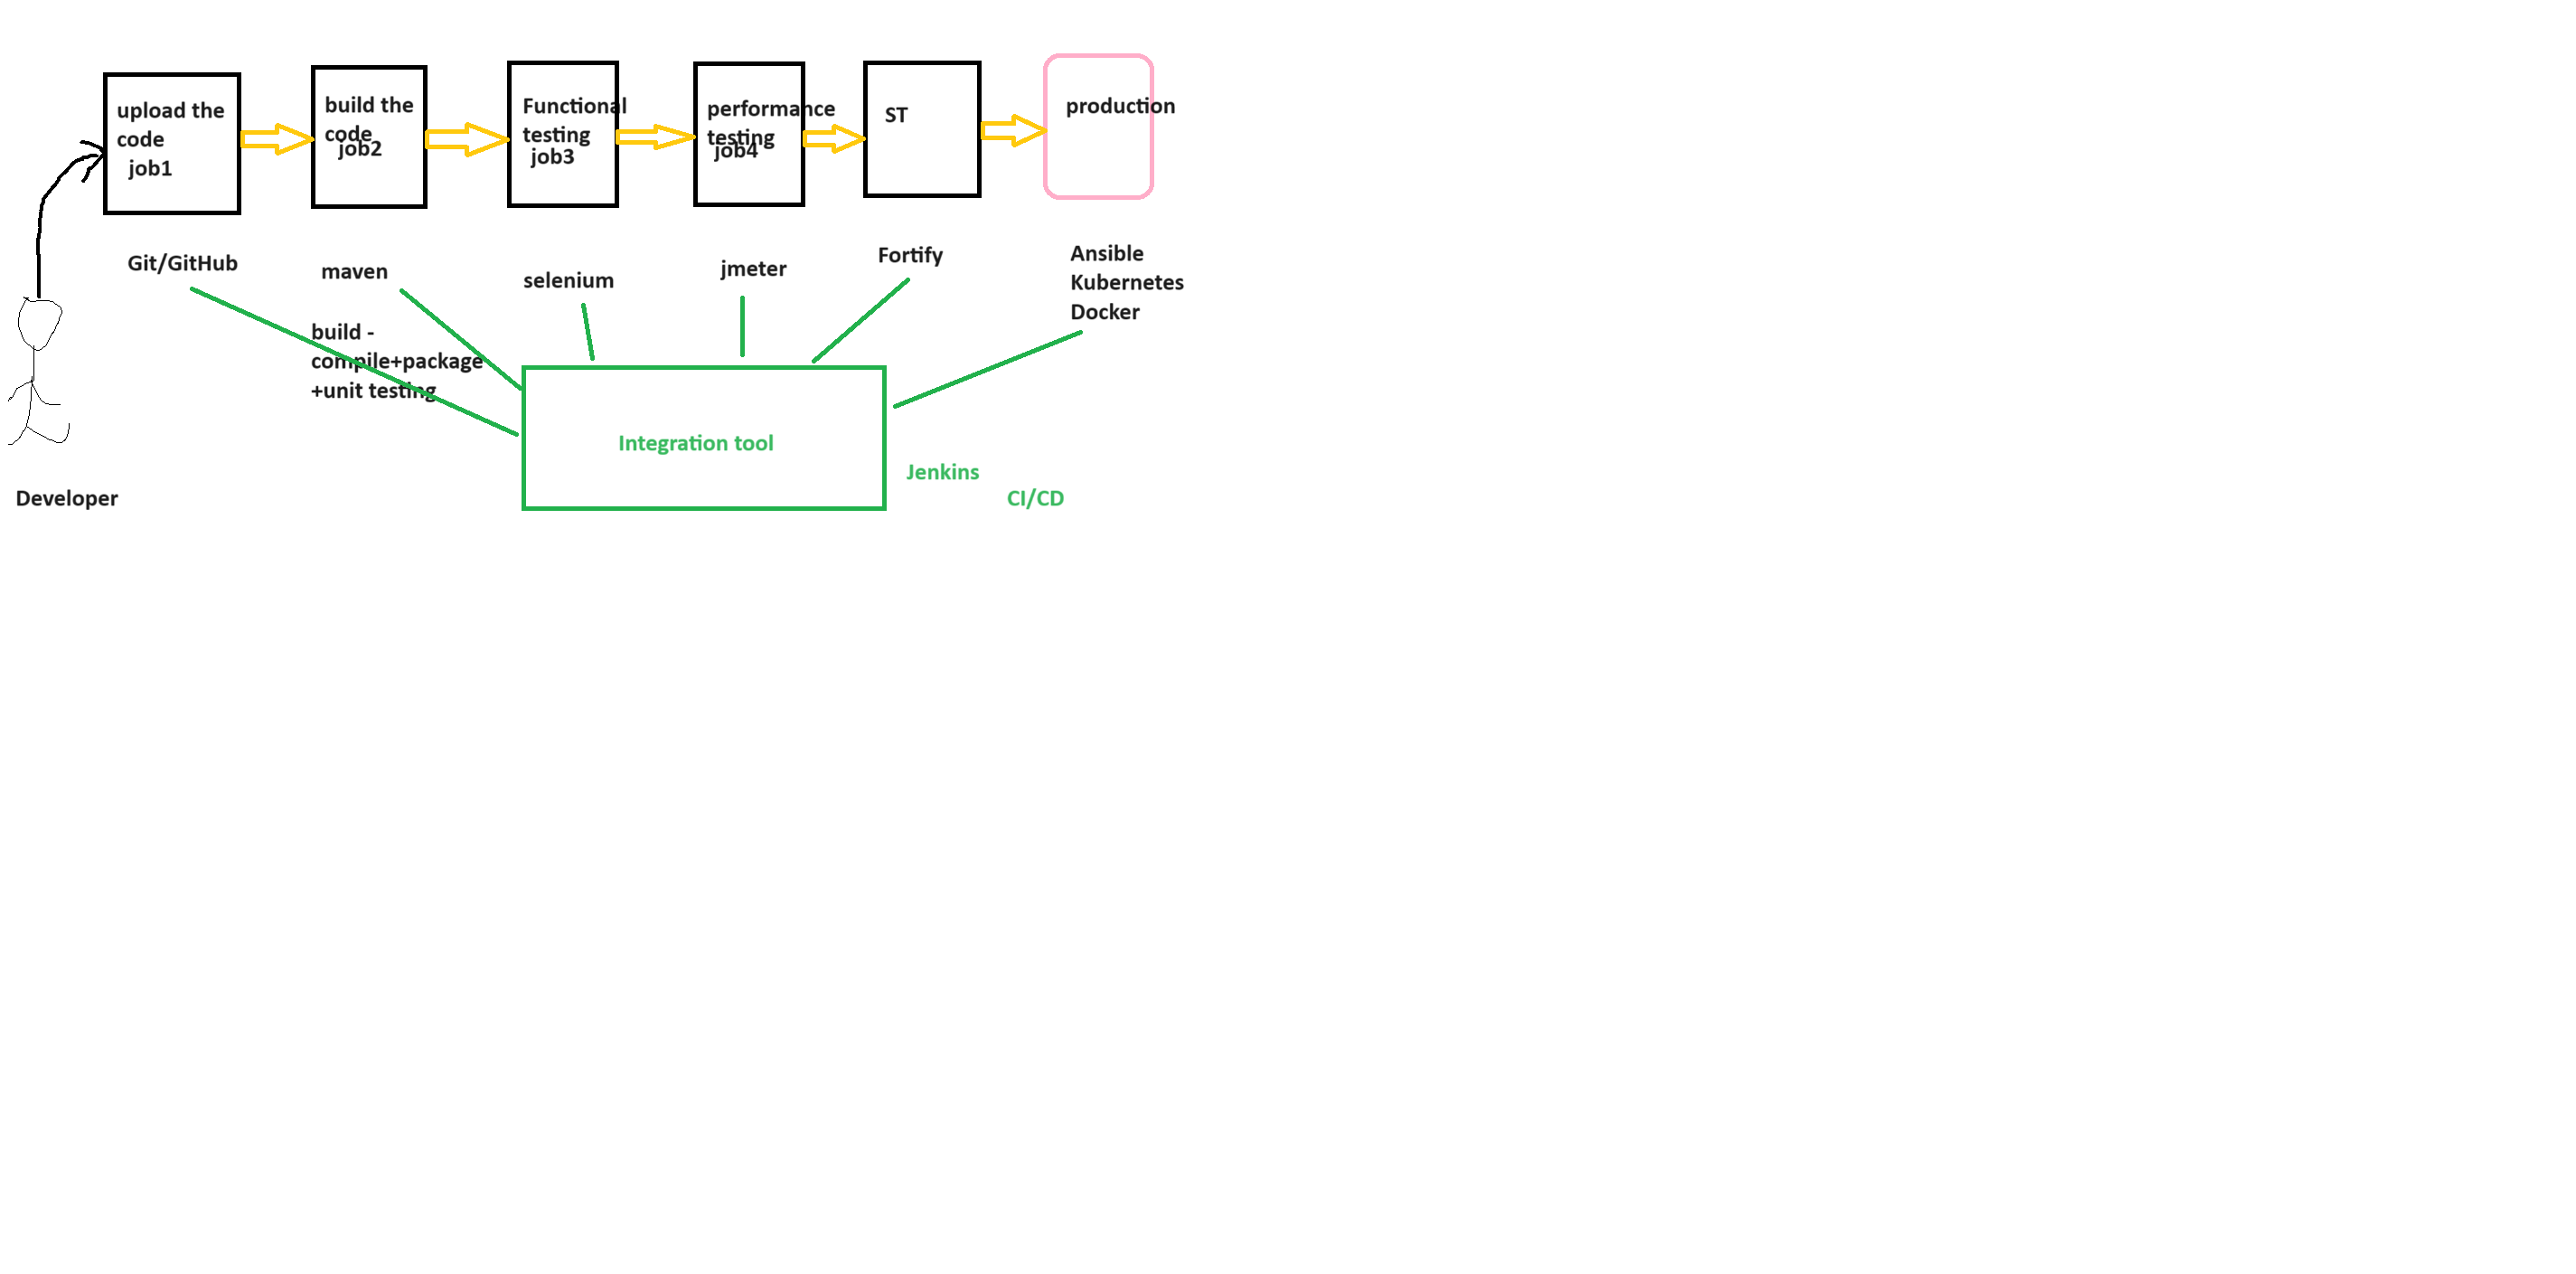 upload the
code
job1
build the
code
job2
Functional
testing
job3
performance
testing
job4
ST
production
Git/GitHub
maven
selenium
jmeter
Fortify
Ansible
Kubernetes
Docker
build -
compile+package
+unit testing
Integration tool
Jenkins
CI/CD
Developer